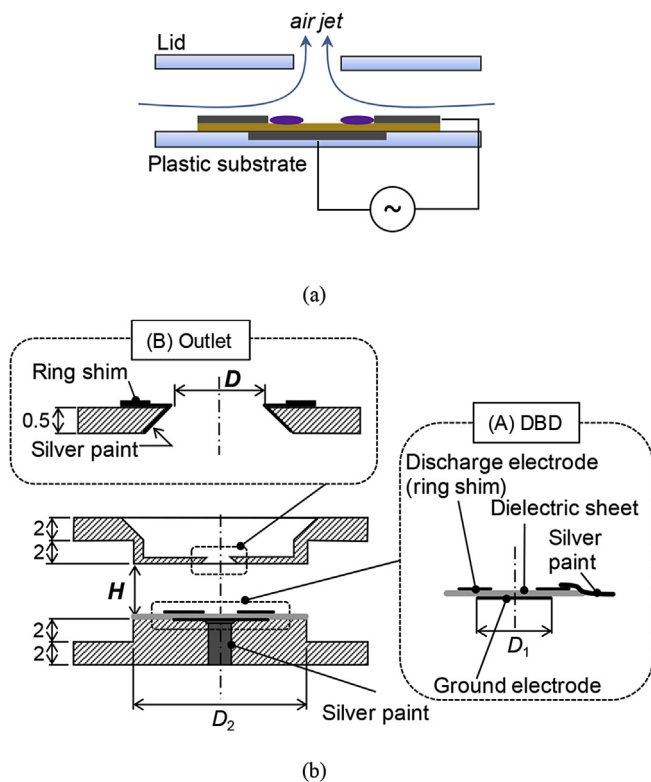 air jet
Lid
Plastic substrate
~
(a)
(B) Outlet
Ring shim
D
0.5
Silver paint
(A) DBD
Discharge electrode
(ring shim)
Dielectric sheet
Silver
paint
2
2
H
2
2
D1
Ground electrode
D2
Silver paint
(b)